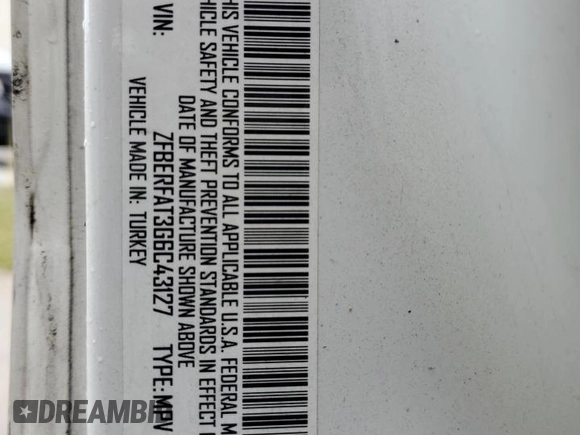 THIS VEHICLE CONFORMS TO ALL APPLICABLE U.S.A. FEDERAL M
VEHICLE SAFETY AND THEFT PREVENTION STANDARDS IN EFFECT
DATE OF MANUFACTURE SHOWN ABOVE
VIN: ZFBERFAT3G6C43127 TYPE: MPV
VEHICLE MADE IN: TURKEY
DREAMBID